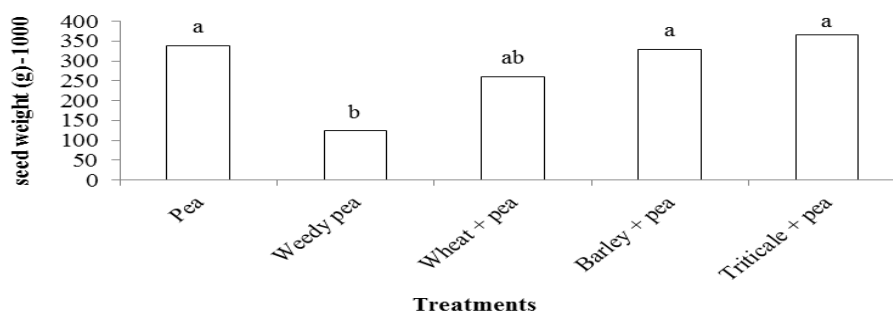 seed weight (g)-1000
400
350
300
250
200
150
100
50
0
a
b
ab
a
a
Pea
Weedy pea
Wheat + pea
Barley + pea
Triticale + pea
Treatments